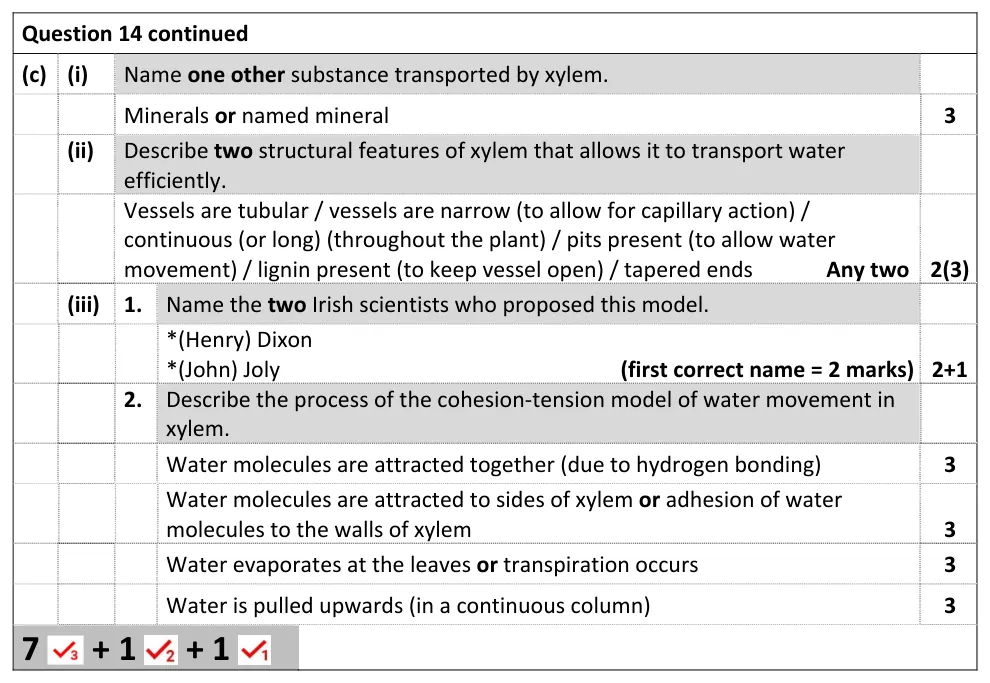 Question 14 continued
(c) (i) Name one other substance transported by xylem.
Minerals or named mineral 3
(ii) Describe two structural features of xylem that allows it to transport water
efficiently.
Vessels are tubular / vessels are narrow (to allow for capillary action) /
continuous (or long) (throughout the plant) / pits present (to allow water
movement) / lignin present (to keep vessel open) / tapered ends Any two 2(3)
(iii) 1. Name the two Irish scientists who proposed this model.
*(Henry) Dixon
*(John) Joly (first correct name = 2 marks) 2+1
2. Describe the process of the cohesion-tension model of water movement in
xylem.
Water molecules are attracted together (due to hydrogen bonding) 3
Water molecules are attracted to sides of xylem or adhesion of water
molecules to the walls of xylem 3
Water evaporates at the leaves or transpiration occurs 3
Water is pulled upwards (in a continuous column) 3
7 ✓3 + 1 ✓2 + 1 ✓1